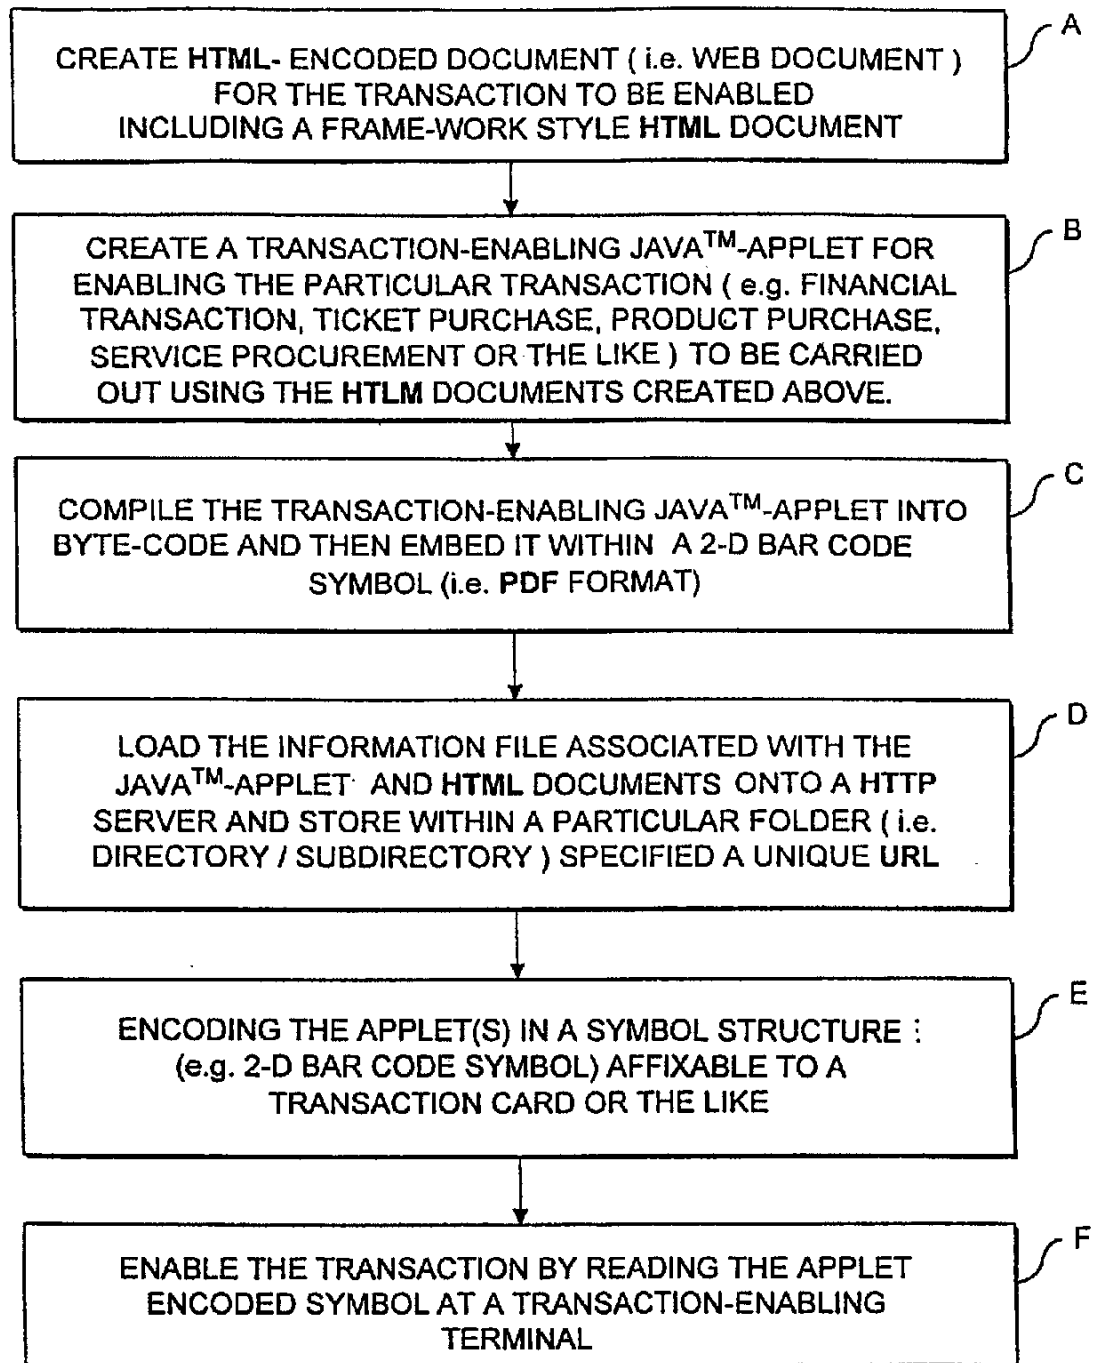 A
CREATE HTML- ENCODED DOCUMENT ( i.e. WEB DOCUMENT )
FOR THE TRANSACTION TO BE ENABLED
INCLUDING A FRAME-WORK STYLE HTML DOCUMENT
B
CREATE A TRANSACTION-ENABLING JAVA™-APPLET FOR
ENABLING THE PARTICULAR TRANSACTION ( e.g. FINANCIAL
TRANSACTION, TICKET PURCHASE, PRODUCT PURCHASE,
SERVICE PROCUREMENT OR THE LIKE ) TO BE CARRIED
OUT USING THE HTLM DOCUMENTS CREATED ABOVE.
C
COMPILE THE TRANSACTION-ENABLING JAVA™-APPLET INTO
BYTE-CODE AND THEN EMBED IT WITHIN A 2-D BAR CODE
SYMBOL (i.e. PDF FORMAT)
D
LOAD THE INFORMATION FILE ASSOCIATED WITH THE
JAVA™-APPLET AND HTML DOCUMENTS ONTO A HTTP
SERVER AND STORE WITHIN A PARTICULAR FOLDER ( i.e.
DIRECTORY / SUBDIRECTORY ) SPECIFIED A UNIQUE URL
E
ENCODING THE APPLET(S) IN A SYMBOL STRUCTURE :
(e.g. 2-D BAR CODE SYMBOL) AFFIXABLE TO A
TRANSACTION CARD OR THE LIKE
F
ENABLE THE TRANSACTION BY READING THE APPLET
ENCODED SYMBOL AT A TRANSACTION-ENABLING
TERMINAL